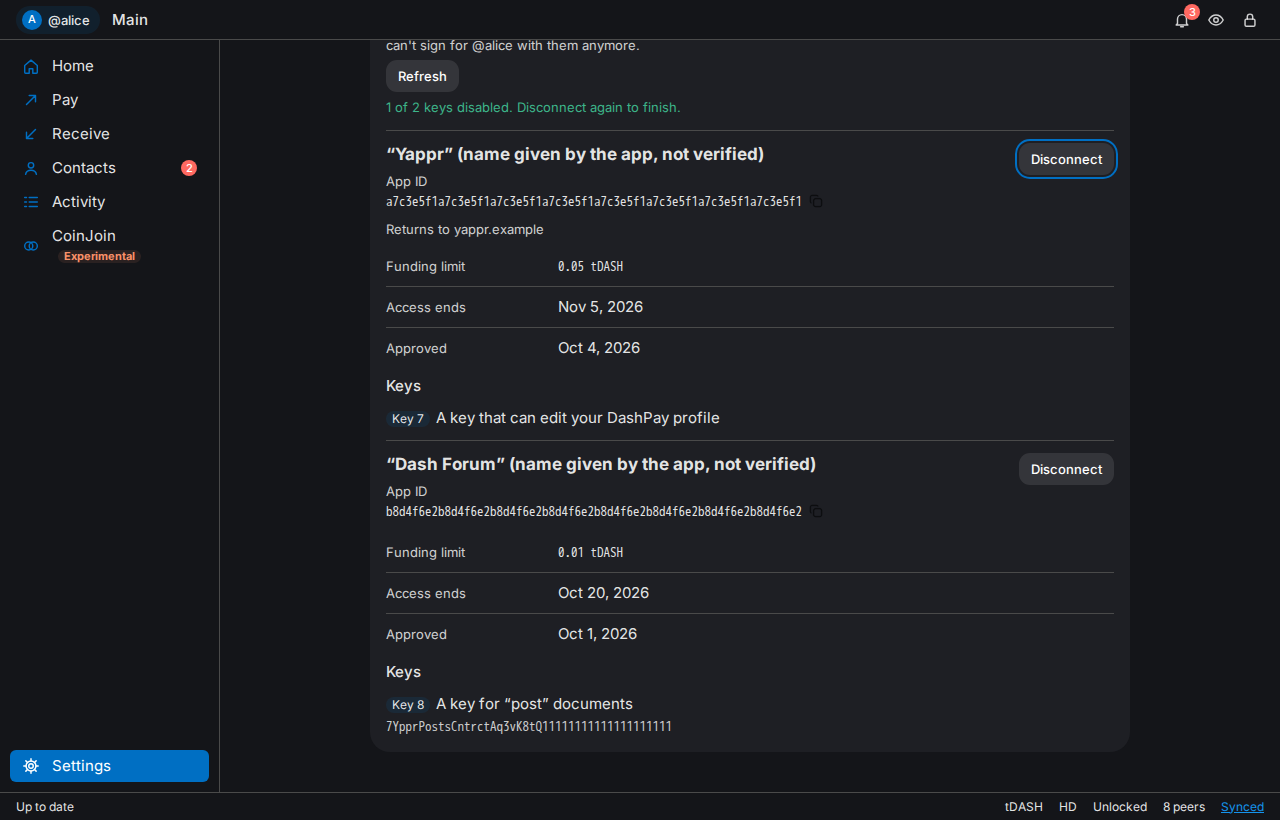 A @alice Main 3
Home
Pay
Receive
Contacts 2
Activity
CoinJoin
Experimental
Settings
can't sign for @alice with them anymore.
Refresh
1 of 2 keys disabled. Disconnect again to finish.
“Yappr” (name given by the app, not verified) Disconnect
App ID
a7c3e5f1a7c3e5f1a7c3e5f1a7c3e5f1a7c3e5f1a7c3e5f1a7c3e5f1a7c3e5f1
Returns to yappr.example
Funding limit 0.05 tDASH
Access ends Nov 5, 2026
Approved Oct 4, 2026
Keys
Key 7 A key that can edit your DashPay profile
“Dash Forum” (name given by the app, not verified) Disconnect
App ID
b8d4f6e2b8d4f6e2b8d4f6e2b8d4f6e2b8d4f6e2b8d4f6e2b8d4f6e2b8d4f6e2
Funding limit 0.01 tDASH
Access ends Oct 20, 2026
Approved Oct 1, 2026
Keys
Key 8 A key for “post” documents
7YpprPostsCntrctAq3vK8tQ11111111111111111111
Up to date tDASH HD Unlocked 8 peers Synced